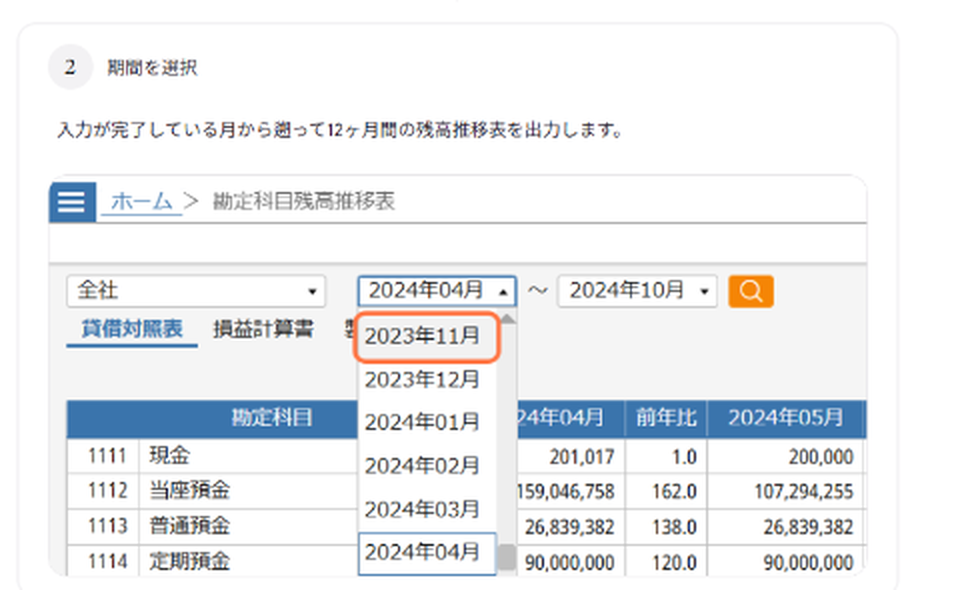 2 期間を選択
入力が完了している月から遡って12ヶ月間の残高推移表を出力します。
ホーム > 勘定科目残高推移表
全社 2024年04月 ～ 2024年10月
貸借対照表 損益計算書
2023年11月
2023年12月
2024年01月
2024年02月
2024年03月
2024年04月
勘定科目 24年04月 前年比 2024年05月
1111 現金 201,017 1.0 200,000
1112 当座預金 159,046,758 162.0 107,294,255
1113 普通預金 26,839,382 138.0 26,839,382
1114 定期預金 90,000,000 120.0 90,000,000